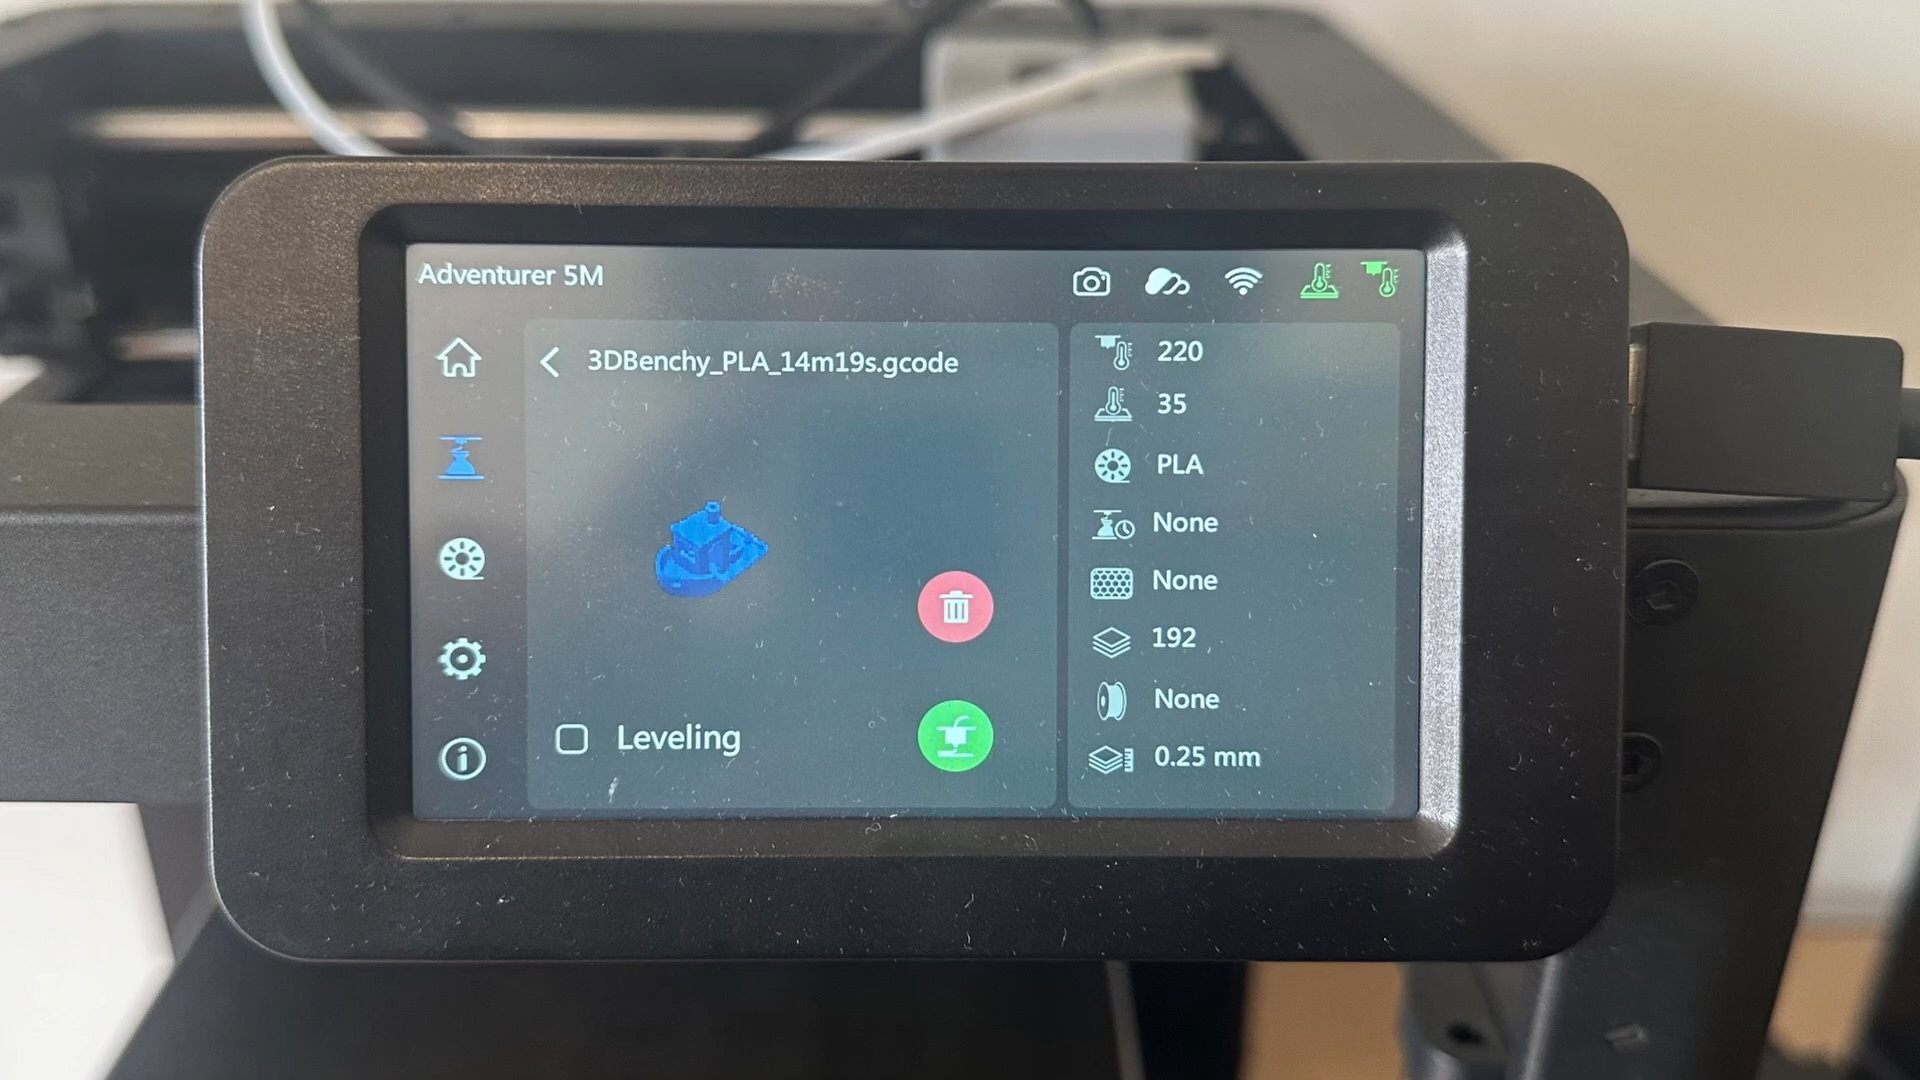 Adventurer 5M
3DBenchy_PLA_14m19s.gcode
Leveling
220
35
PLA
None
None
192
None
0.25 mm